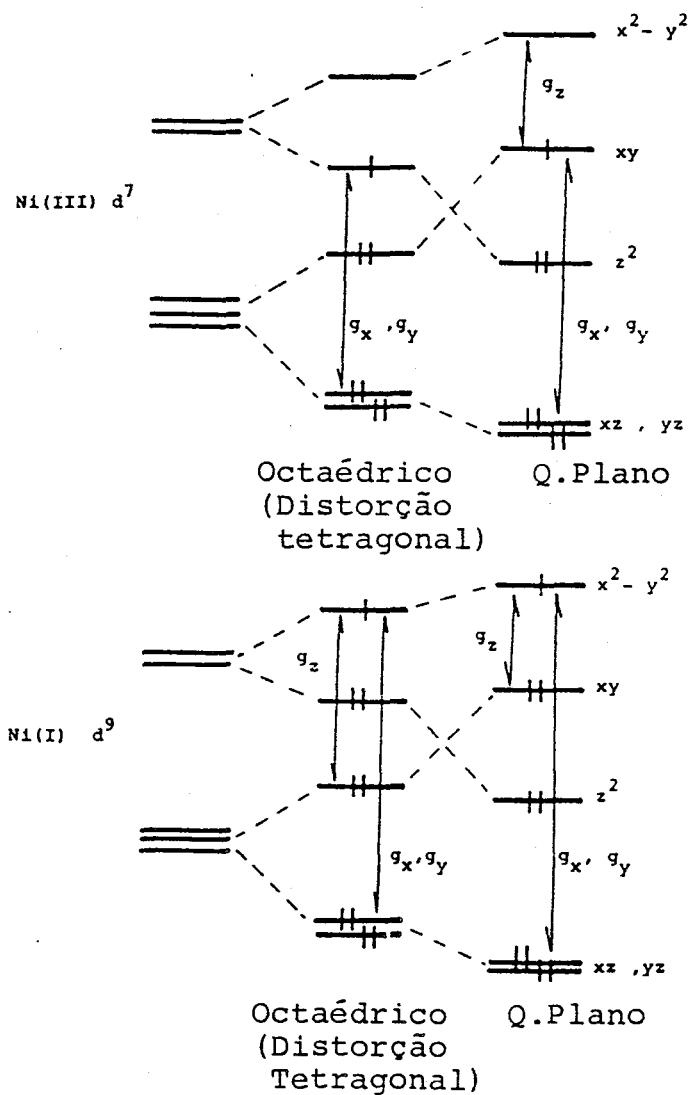 x² - y²
g_z
xy
Ni(III) d⁷
z²
g_x , g_y
g_x, g_y
xz , yz
Octaédrico
(Distorção
tetragonal)
Q.Plano
x² - y²
g_z
g_z
xy
Ni(I) d⁹
z²
g_x,g_y
g_x, g_y
xz ,yz
Octaédrico
(Distorção
Tetragonal)
Q.Plano